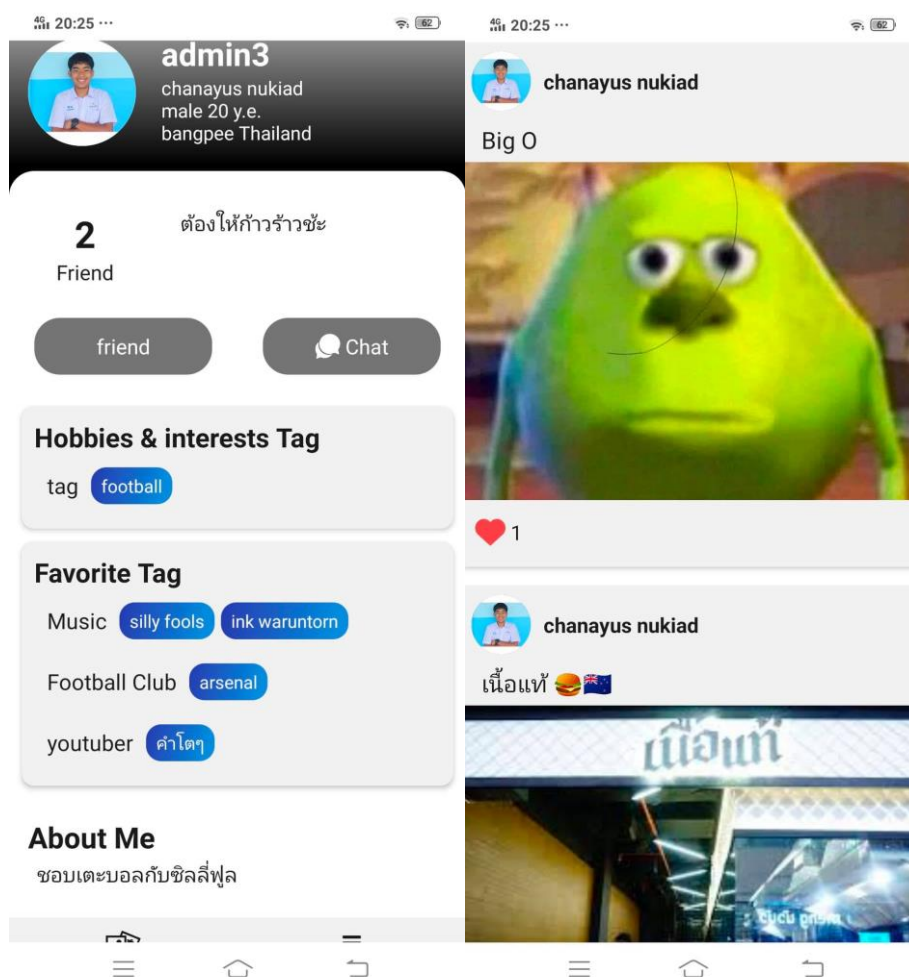 4G 20:25 ...
62
admin3
chanayus nukiad
male 20 y.e.
bangpee Thailand
2
Friend
ต้องให้ก้าวร้าวช้ะ
friend
Chat
Hobbies & interests Tag
tag football
Favorite Tag
Music silly fools ink waruntorn
Football Club arsenal
youtuber คำโตๆ
About Me
ชอบเตะบอลกับซิลลี่ฟูล
4G 20:25 ...
62
chanayus nukiad
Big O
1
chanayus nukiad
เนื้อแท้ 🍔🇳🇿
เนื้อแท้